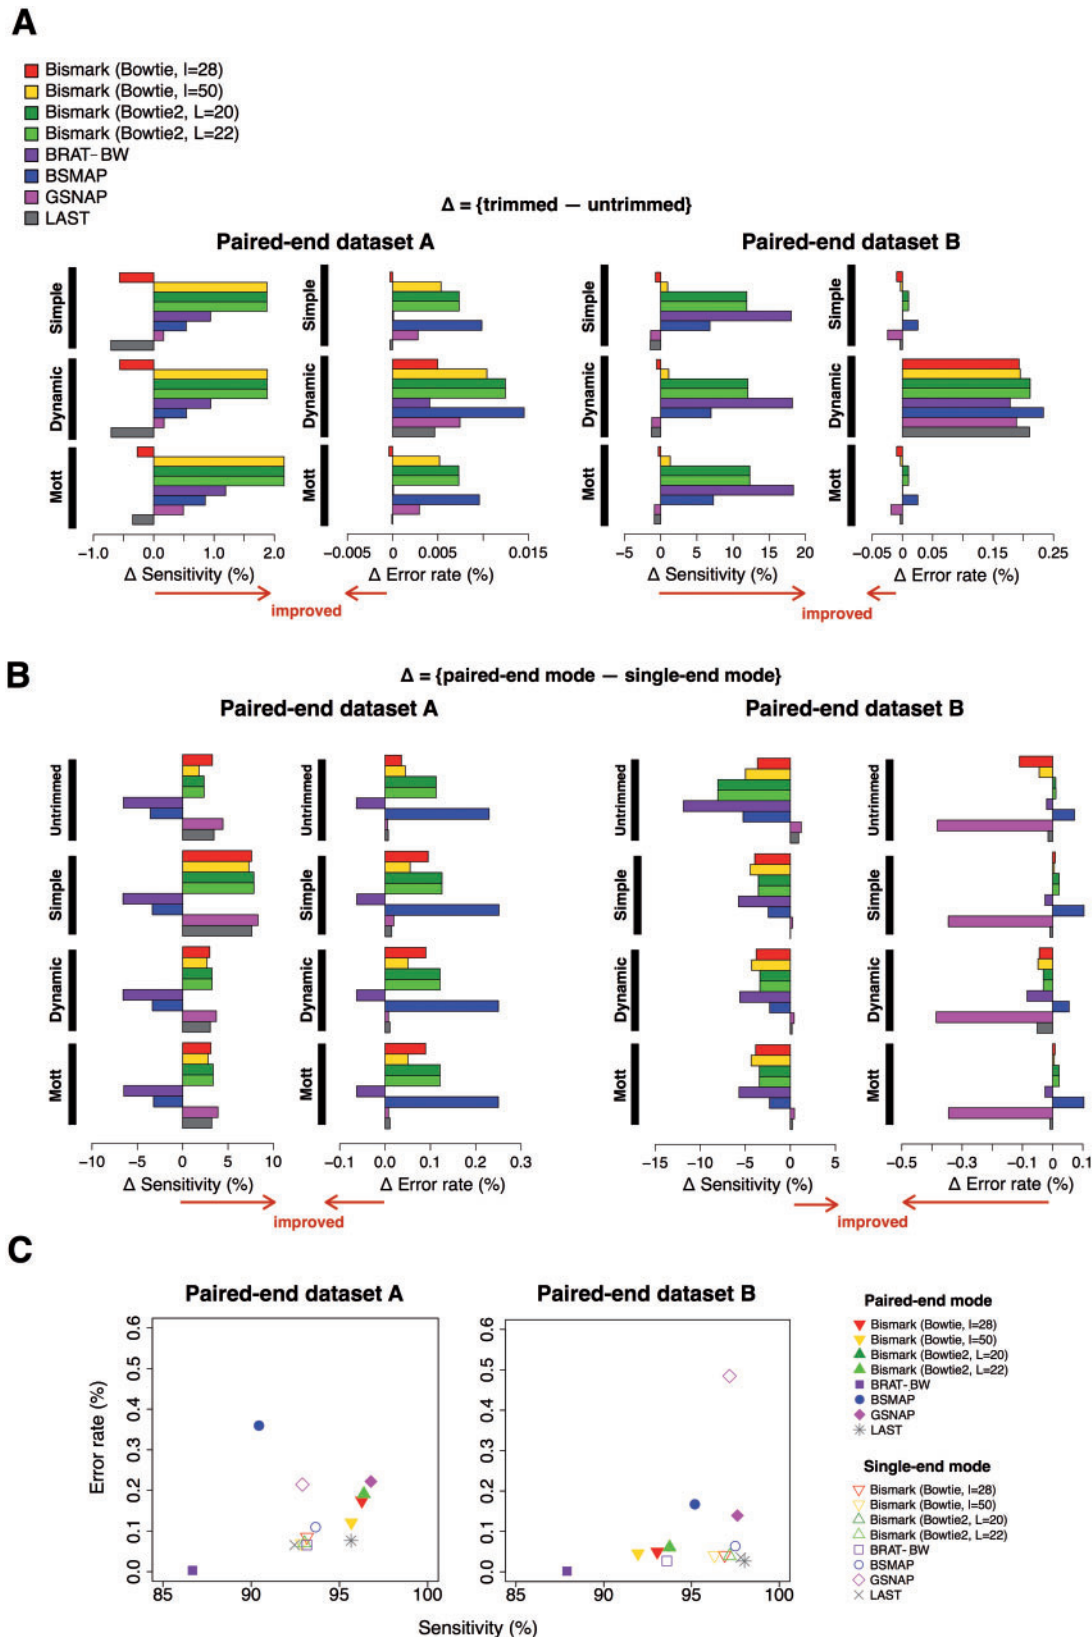 A
Bismark (Bowtie, l=28)
Bismark (Bowtie, l=50)
Bismark (Bowtie2, L=20)
Bismark (Bowtie2, L=22)
BRAT-BW
BSMAP
GSNAP
LAST
Δ = {trimmed — untrimmed}
Paired-end dataset A
Paired-end dataset B
Simple
Simple
Simple
Simple
Dynamic
Dynamic
Dynamic
Dynamic
Mott
Mott
Mott
Mott
-1.0 0.0 1.0 2.0
-0.005 0 0.005 0.015
-5 0 5 10 15 20
-0.05 0 0.05 0.15 0.25
Δ Sensitivity (%)
Δ Error rate (%)
Δ Sensitivity (%)
Δ Error rate (%)
improved
improved
B
Δ = {paired-end mode — single-end mode}
Paired-end dataset A
Paired-end dataset B
Untrimmed
Untrimmed
Untrimmed
Untrimmed
Simple
Simple
Simple
Simple
Dynamic
Dynamic
Dynamic
Dynamic
Mott
Mott
Mott
Mott
-10 -5 0 5 10
-0.1 0.0 0.1 0.2 0.3
-15 -10 -5 0 5
-0.5 -0.3 -0.1 0 0.1
Δ Sensitivity (%)
Δ Error rate (%)
Δ Sensitivity (%)
Δ Error rate (%)
improved
improved
C
Paired-end dataset A
Paired-end dataset B
Error rate (%)
0.6
0.5
0.4
0.3
0.2
0.1
0.0
85 90 95 100
0.6
0.5
0.4
0.3
0.2
0.1
0.0
85 90 95 100
Sensitivity (%)
Paired-end mode
Bismark (Bowtie, l=28)
Bismark (Bowtie, l=50)
Bismark (Bowtie2, L=20)
Bismark (Bowtie2, L=22)
BRAT-BW
BSMAP
GSNAP
LAST
Single-end mode
Bismark (Bowtie, l=28)
Bismark (Bowtie, l=50)
Bismark (Bowtie2, L=20)
Bismark (Bowtie2, L=22)
BRAT-BW
BSMAP
GSNAP
LAST